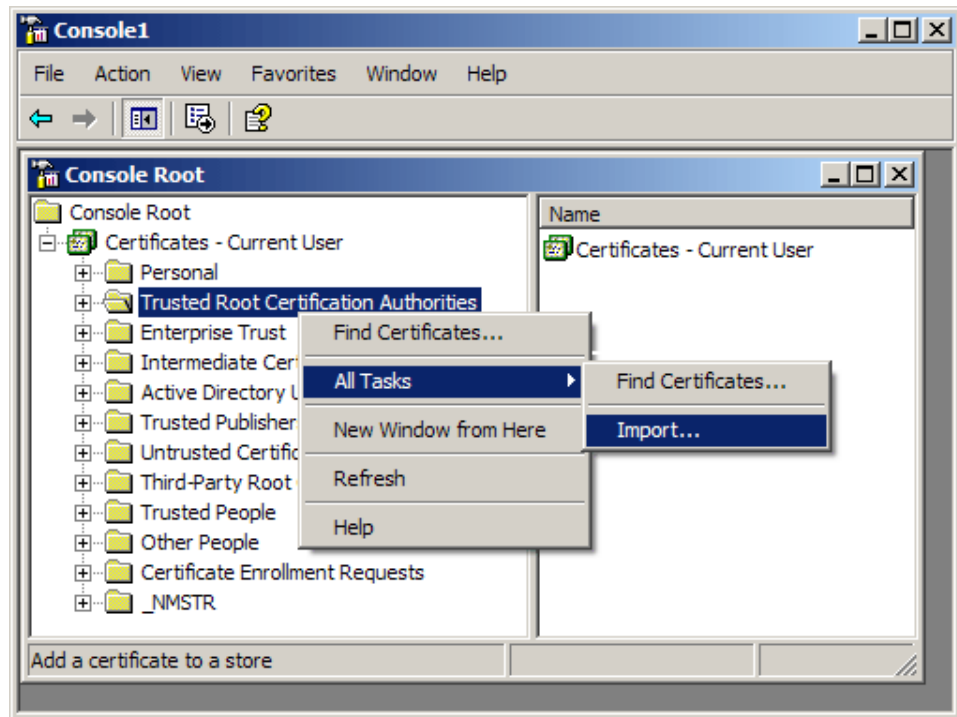 Console1
File Action View Favorites Window Help
Console Root
Console Root
Certificates - Current User
Personal
Trusted Root Certification Authorities
Enterprise Trust
Intermediate Cer
Active Directory U
Trusted Publisher
Untrusted Certific
Third-Party Root
Trusted People
Other People
Certificate Enrollment Requests
_NMSTR
Name
Certificates - Current User
Find Certificates...
All Tasks
New Window from Here
Refresh
Help
Find Certificates...
Import...
Add a certificate to a store